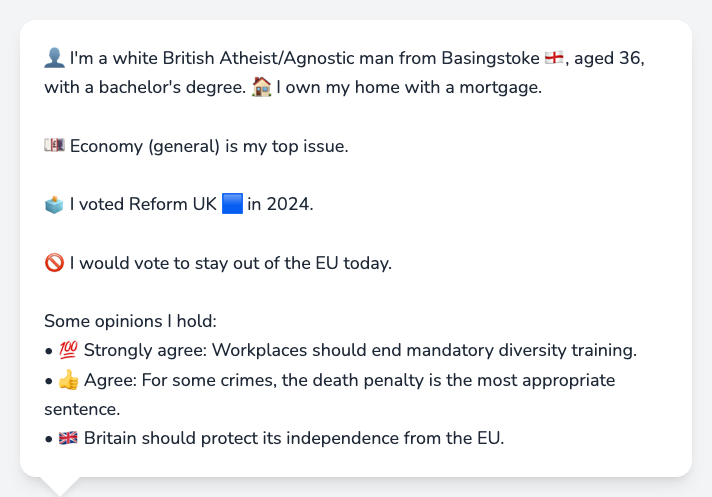 👤 I'm a white British Atheist/Agnostic man from Basingstoke 🏴󠁧󠁢󠁥󠁮󠁧󠁿, aged 36,
with a bachelor's degree. 🏠 I own my home with a mortgage.
💷 Economy (general) is my top issue.
🗳️ I voted Reform UK 🟦 in 2024.
🚫 I would vote to stay out of the EU today.
Some opinions I hold:
• 💯 Strongly agree: Workplaces should end mandatory diversity training.
• 👍 Agree: For some crimes, the death penalty is the most appropriate
sentence.
• 🇬🇧 Britain should protect its independence from the EU.